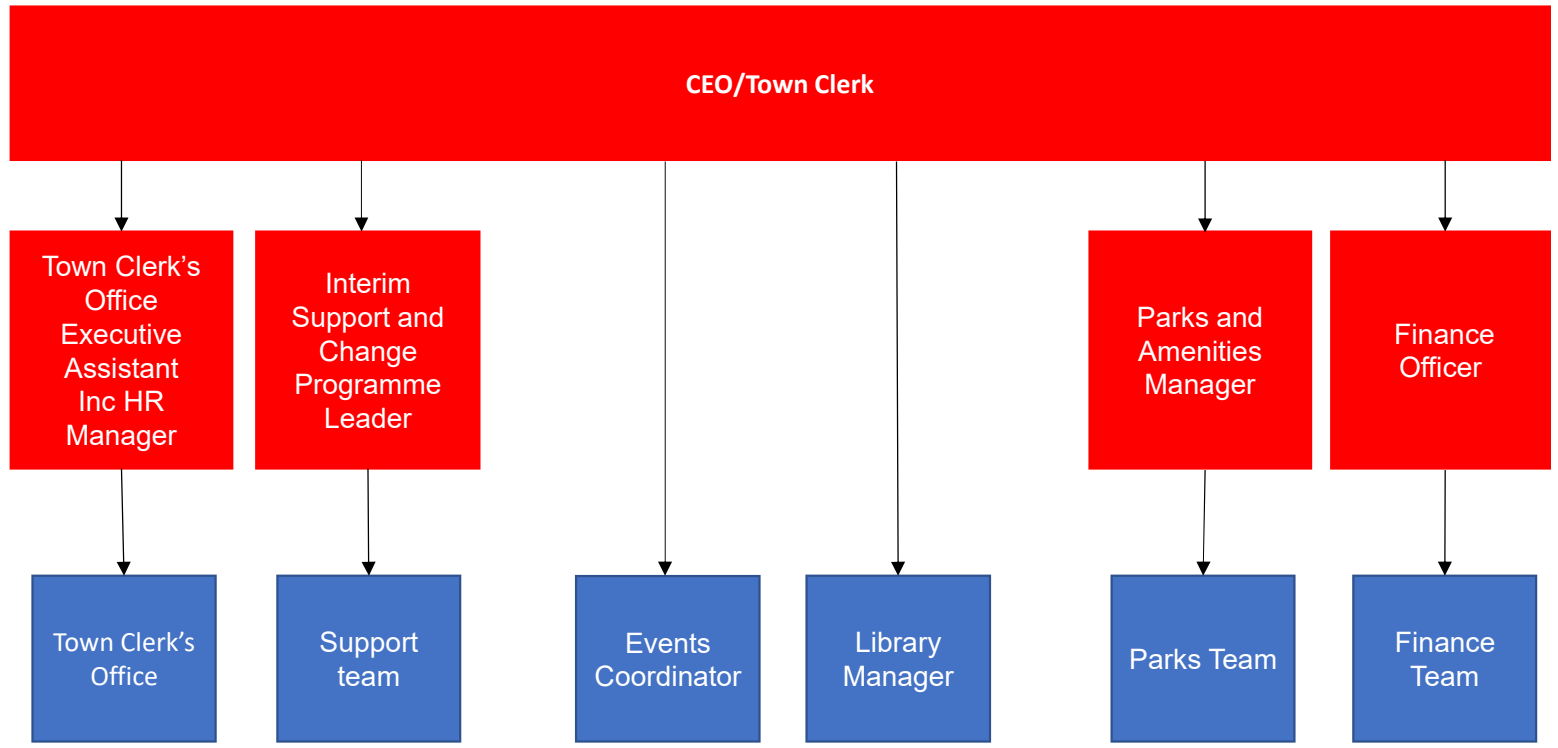 CEO/Town Clerk
Town Clerk’s
Office
Executive
Assistant
Inc HR
Manager
Interim
Support and
Change
Programme
Leader
Parks and
Amenities
Manager
Finance
Officer
Town Clerk’s
Office
Support
team
Events
Coordinator
Library
Manager
Parks Team
Finance
Team